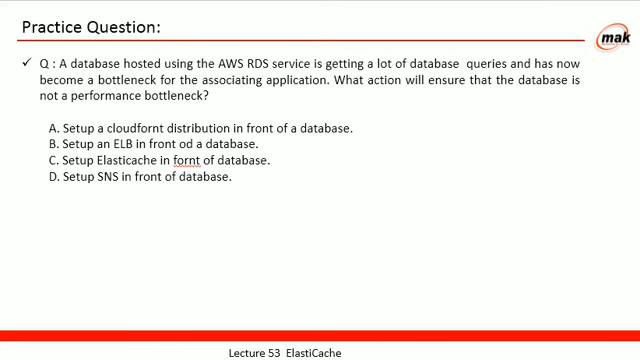 Practice Question:
mak
✓ Q : A database hosted using the AWS RDS service is getting a lot of database queries and has now
become a bottleneck for the associating application. What action will ensure that the database is
not a performance bottleneck?
A. Setup a cloudfornt distribution in front of a database.
B. Setup an ELB in front od a database.
C. Setup Elasticache in fornt of database.
D. Setup SNS in front of database.
Lecture 53 ElastiCache